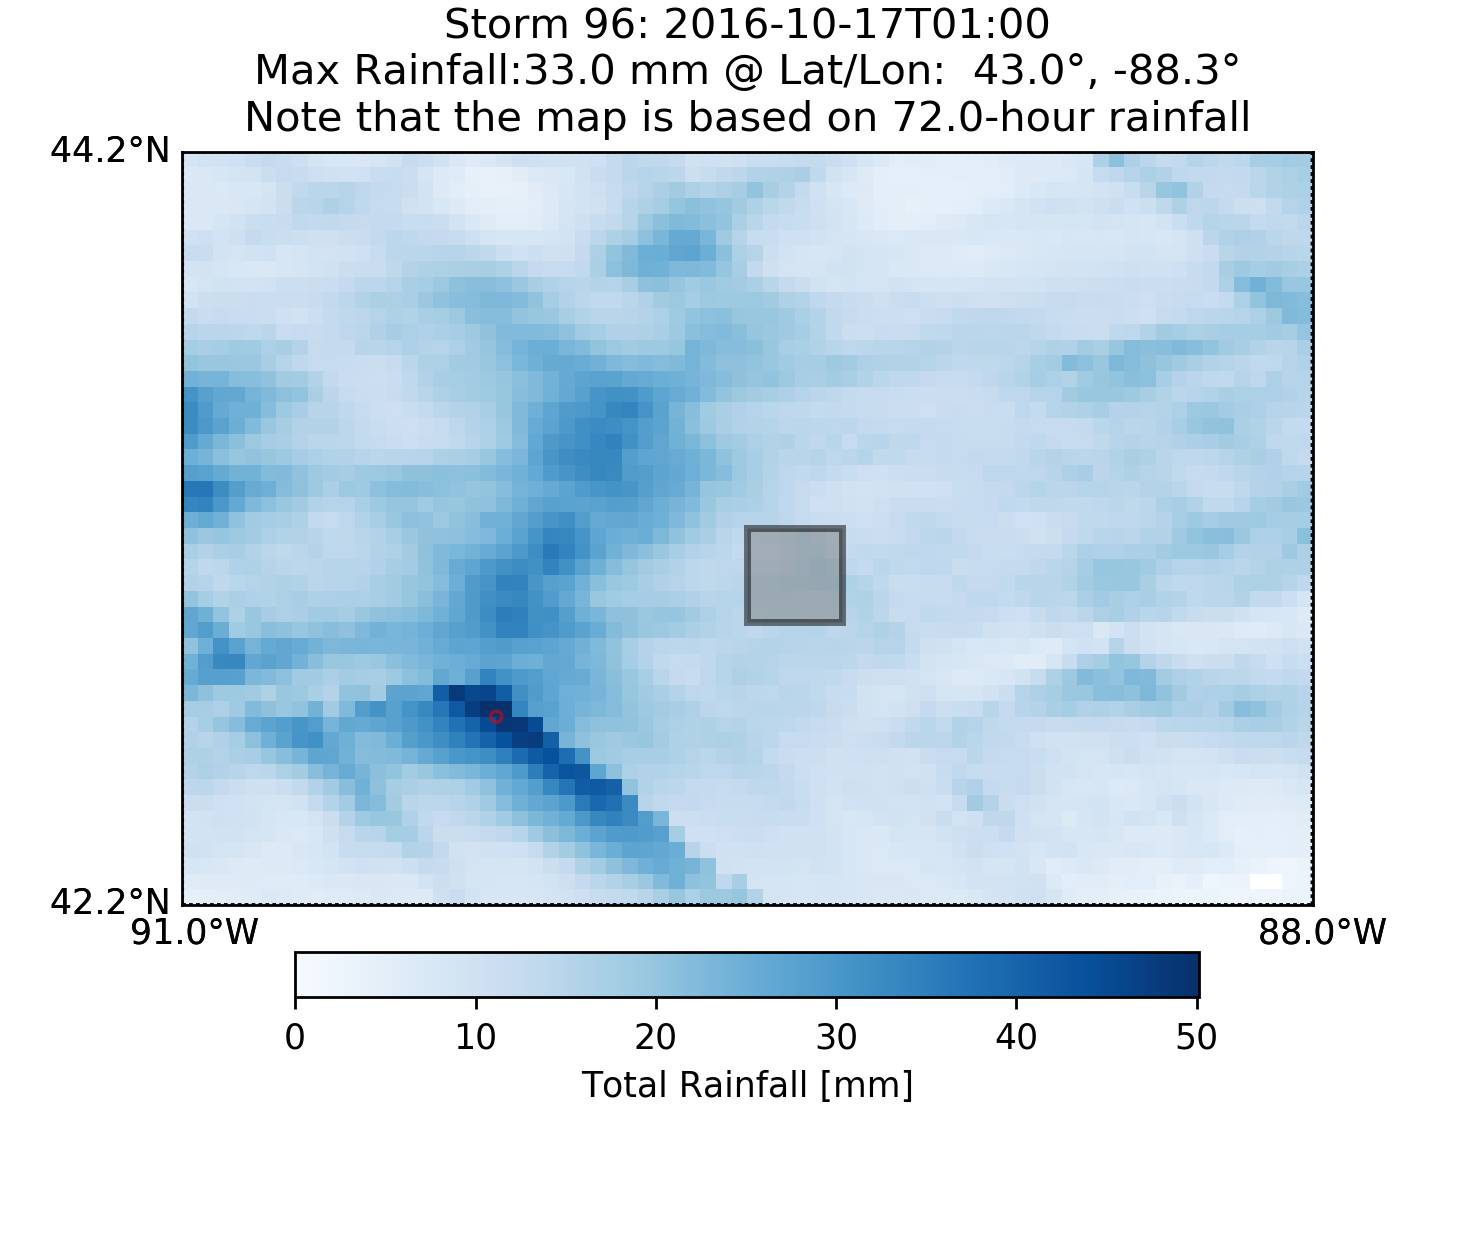 Storm 96: 2016-10-17T01:00
Max Rainfall:33.0 mm @ Lat/Lon:  43.0°, -88.3°
Note that the map is based on 72.0-hour rainfall
44.2°N
42.2°N
91.0°W 88.0°W
0 10 20 30 40 50
Total Rainfall [mm]